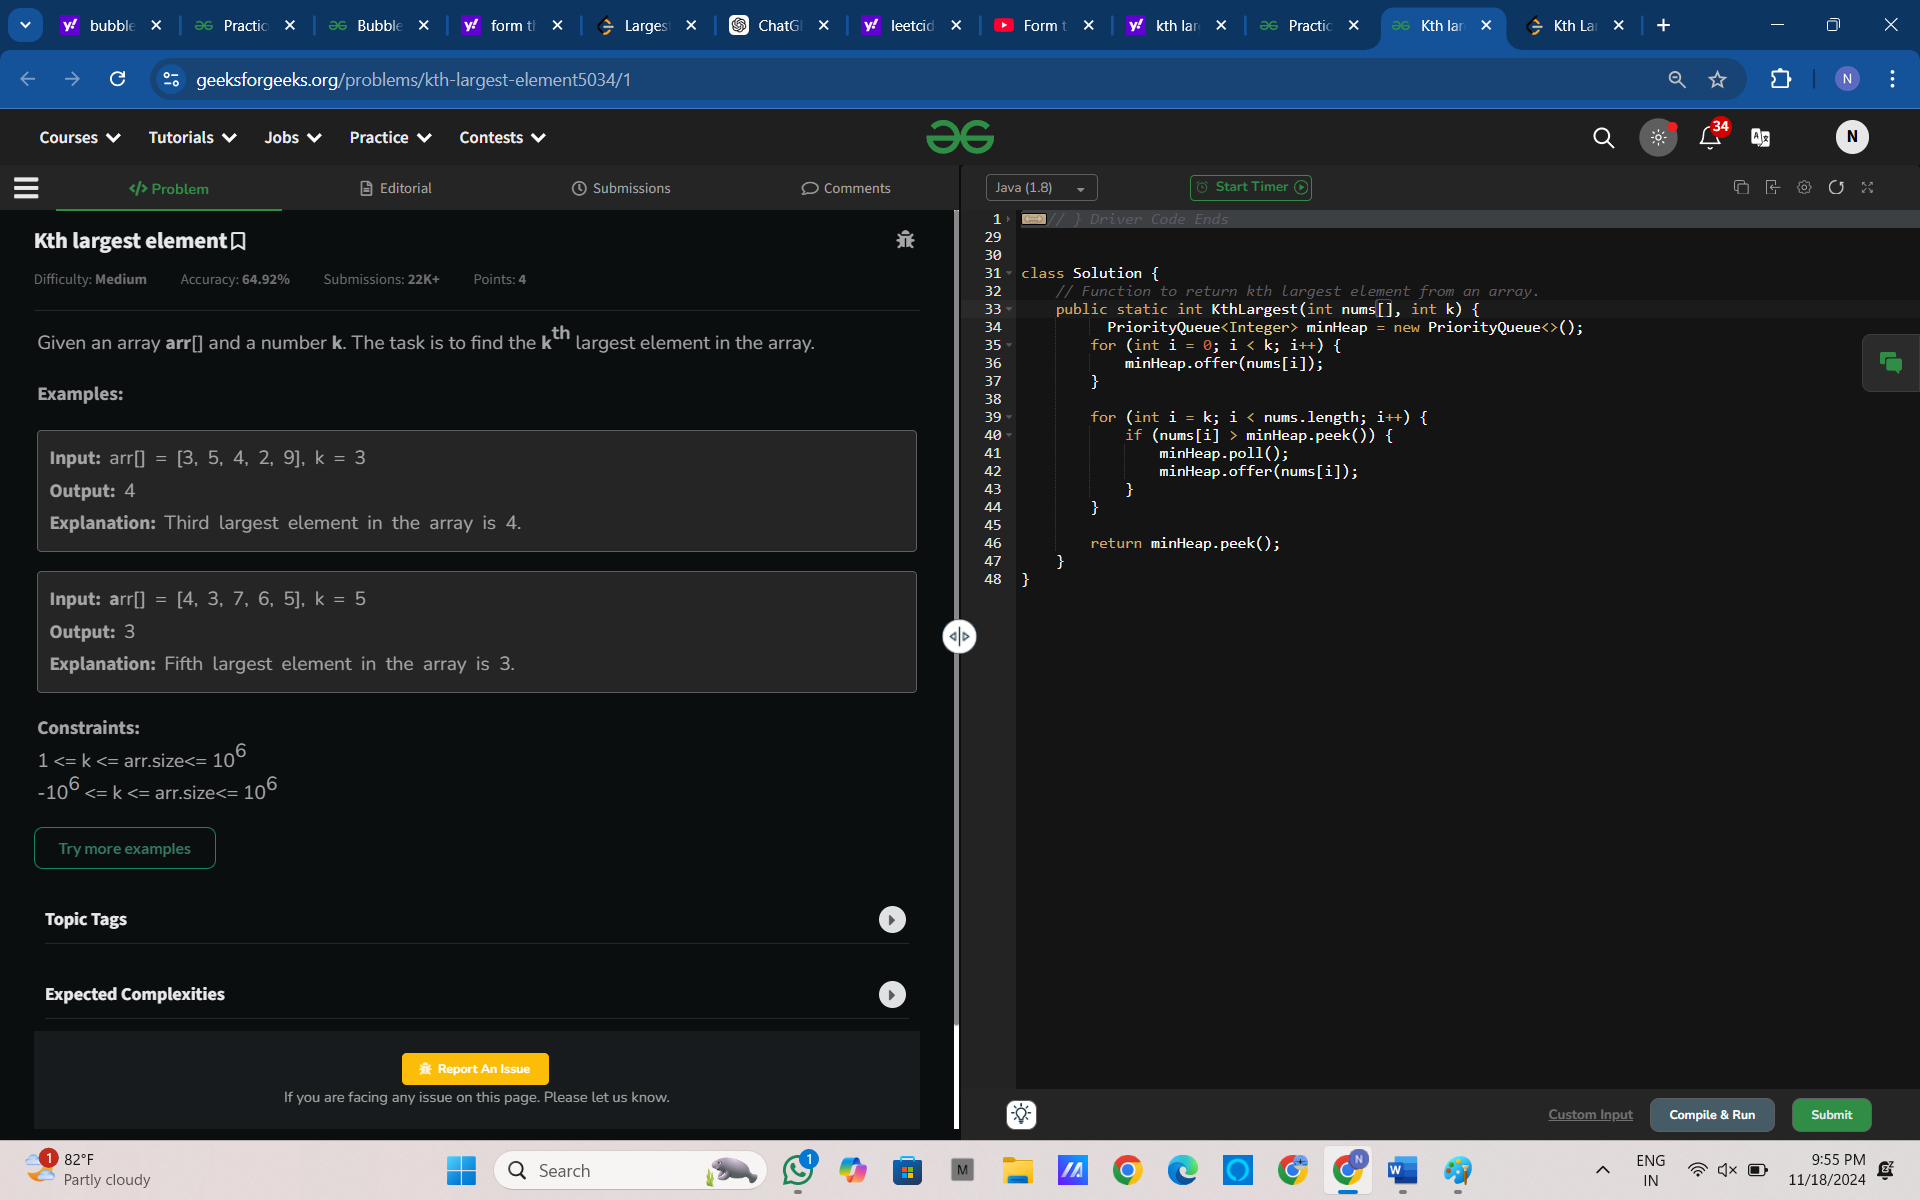 bubble
Practic
Bubble
form th
Larges
ChatG
leetcid
Form t
kth lar
Practic
Kth lar
Kth La
geeksforgeeks.org/problems/kth-largest-element5034/1
N
Courses
Tutorials
Jobs
Practice
Contests
34
N
</> Problem
Editorial
Submissions
Comments
Java (1.8)
Start Timer
Kth largest element
Difficulty: Medium Accuracy: 64.92% Submissions: 22K+ Points: 4
Given an array arr[] and a number k. The task is to find the kth largest element in the array.
Examples:
Input: arr[] = [3, 5, 4, 2, 9], k = 3
Output: 4
Explanation: Third largest element in the array is 4.
Input: arr[] = [4, 3, 7, 6, 5], k = 5
Output: 3
Explanation: Fifth largest element in the array is 3.
Constraints:
1 <= k <= arr.size<= 10^6
-10^6 <= k <= arr.size<= 10^6
Try more examples
Topic Tags
Expected Complexities
Report An Issue
If you are facing any issue on this page. Please let us know.
1 // } Driver Code Ends
29
30
31 class Solution {
32 // Function to return kth largest element from an array.
33 public static int KthLargest(int nums[], int k) {
34 PriorityQueue<Integer> minHeap = new PriorityQueue<>();
35 for (int i = 0; i < k; i++) {
36 minHeap.offer(nums[i]);
37 }
38
39 for (int i = k; i < nums.length; i++) {
40 if (nums[i] > minHeap.peek()) {
41 minHeap.poll();
42 minHeap.offer(nums[i]);
43 }
44 }
45
46 return minHeap.peek();
47 }
48 }
Custom Input
Compile & Run
Submit
1
82°F
Partly cloudy
Search
1
M
N
W
ENG
IN
9:55 PM
11/18/2024